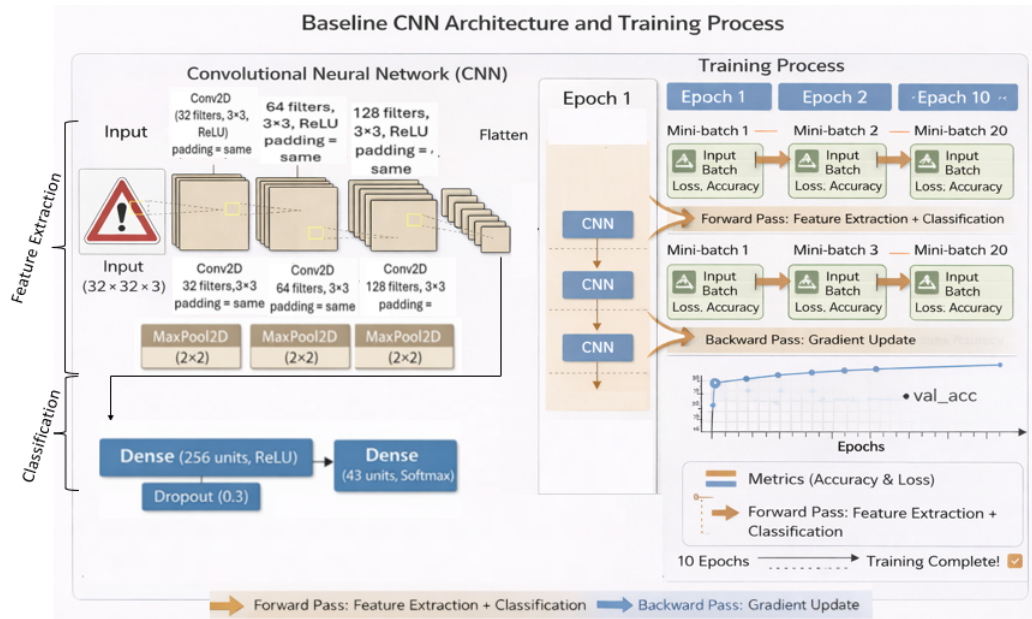 Baseline CNN Architecture and Training Process
Convolutional Neural Network (CNN)
Feature Extraction
Classification
Input
Conv2D
(32 filters, 3×3,
ReLU)
padding = same
64 filters,
3×3, ReLU
padding =
same
128 filters,
3×3, ReLU
padding =
same
Flatten
Input
(32 × 32 × 3)
Conv2D
32 filters, 3×3
padding = same
Conv2D
64 filters, 3×3
padding = same
Conv2D
128 filters, 3×3
padding =
MaxPool2D
(2×2)
MaxPool2D
(2×2)
MaxPool2D
(2×2)
Dense (256 units, ReLU)
Dropout (0.3)
Dense
(43 units, Softmax)
Training Process
Epoch 1
CNN
CNN
CNN
Epoch 1
Epoch 2
Epach 10
Mini-batch 1
Mini-batch 2
Mini-batch 20
Input
Batch
Loss. Accuracy
Input
Batch
Loss. Accuracy
Input
Batch
Loss. Accuracy
Forward Pass: Feature Extraction + Classification
Mini-batch 1
Mini-batch 3
Mini-batch 20
Input
Batch
Loss. Accuracy
Input
Batch
Loss. Accuracy
Input
Batch
Loss. Accuracy
Backward Pass: Gradient Update
val_acc
Epochs
Metrics (Accuracy & Loss)
Forward Pass: Feature Extraction +
Classification
10 Epochs
Training Complete!
Forward Pass: Feature Extraction + Classification
Backward Pass: Gradient Update